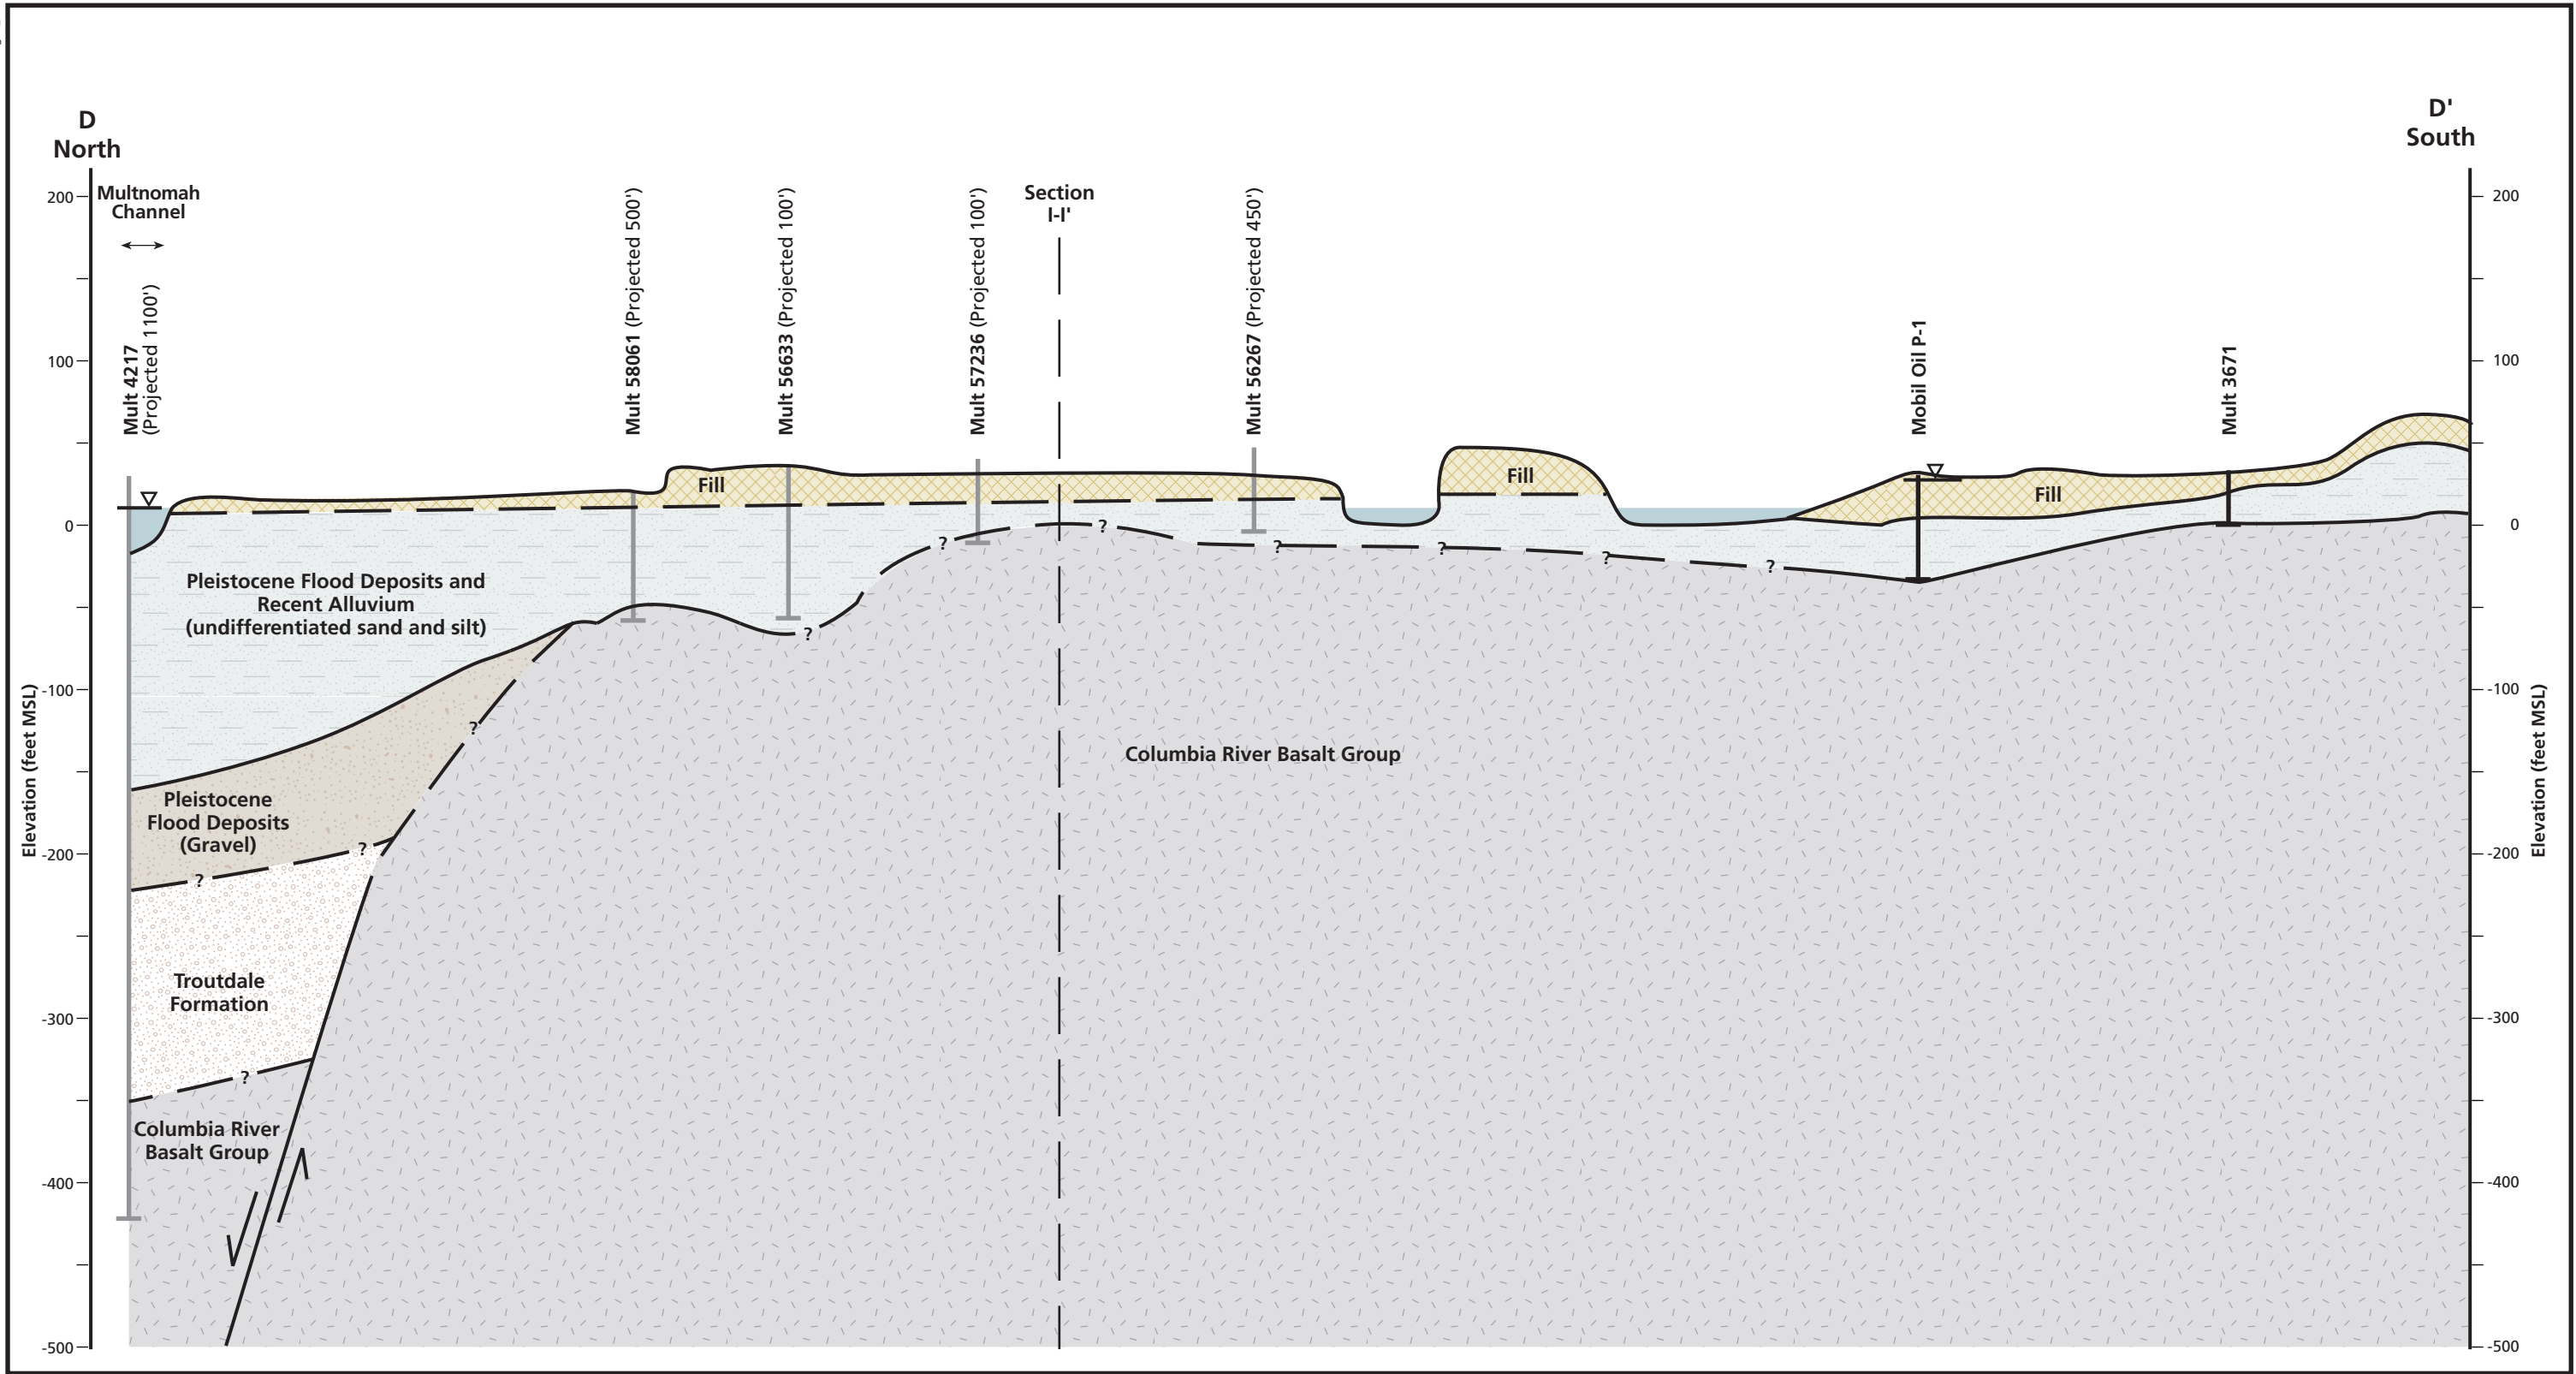 D
North
D'
South
Multnomah
Channel
Section
I-I'
Mult 4217
(Projected 1100')
Mult 58061 (Projected 500')
Mult 56633 (Projected 100')
Mult 57236 (Projected 100')
Mult 56267 (Projected 450')
Mobil Oil P-1
Mult 3671
200
100
0
-100
-200
-300
-400
-500
Elevation (feet MSL)
Fill
Fill
Fill
Pleistocene Flood Deposits and
Recent Alluvium
(undifferentiated sand and silt)
?
?
?
?
?
?
?
?
Pleistocene
Flood Deposits
(Gravel)
?
?
Troutdale
Formation
?
Columbia River
Basalt Group
Columbia River Basalt Group
200
100
0
-100
-200
-300
-400
-500
Elevation (feet MSL)